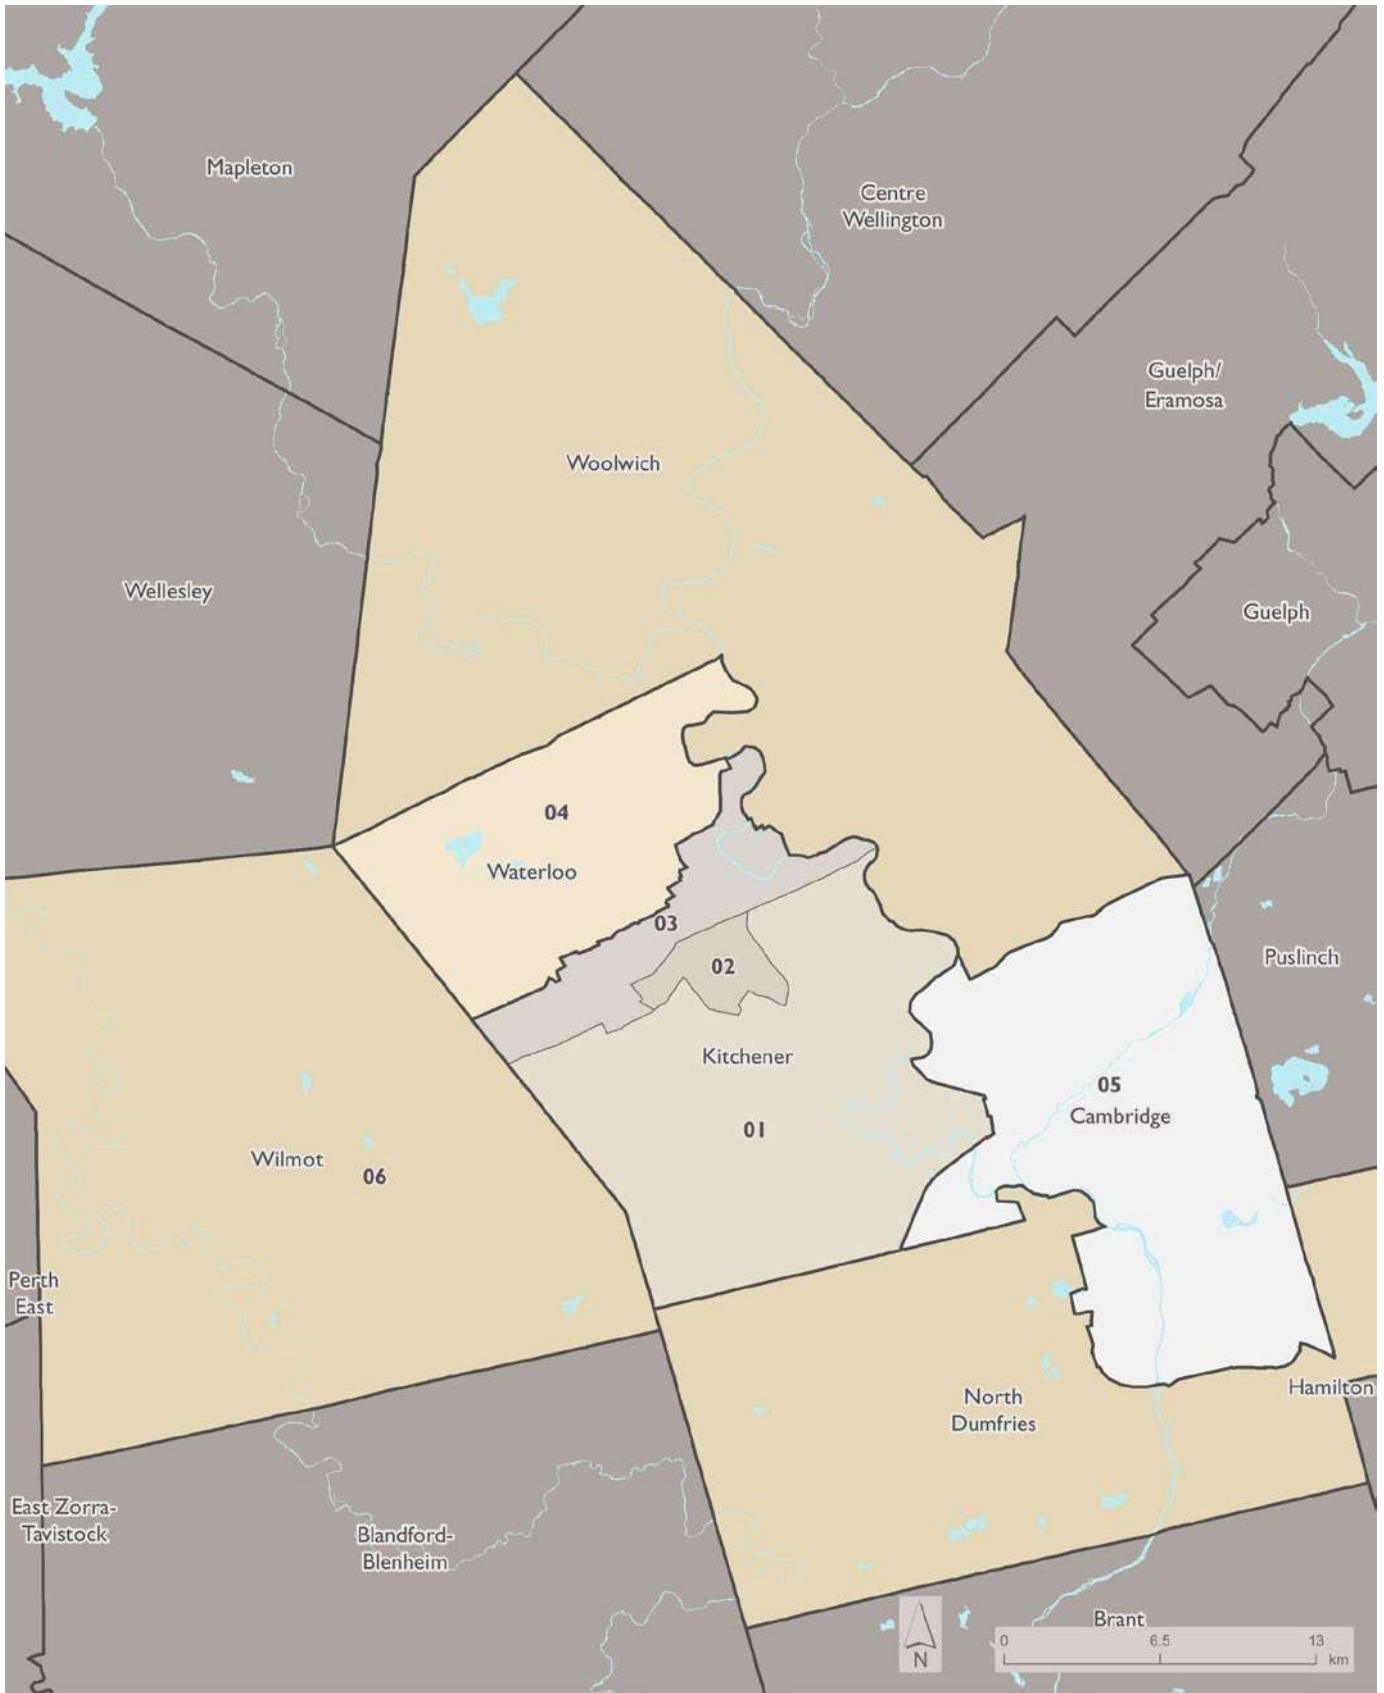 Mapleton
Centre
Wellington
Guelph/
Eramosa
Woolwich
Wellesley
Guelph
04
Waterloo
03
02
Puslinch
Kitchener
05
Cambridge
01
Wilmot
06
Perth
East
Hamilton
North
Dumfries
East Zorra-
Tavistock
Blandford-
Blenheim
Brant
N
0 6.5 13
km